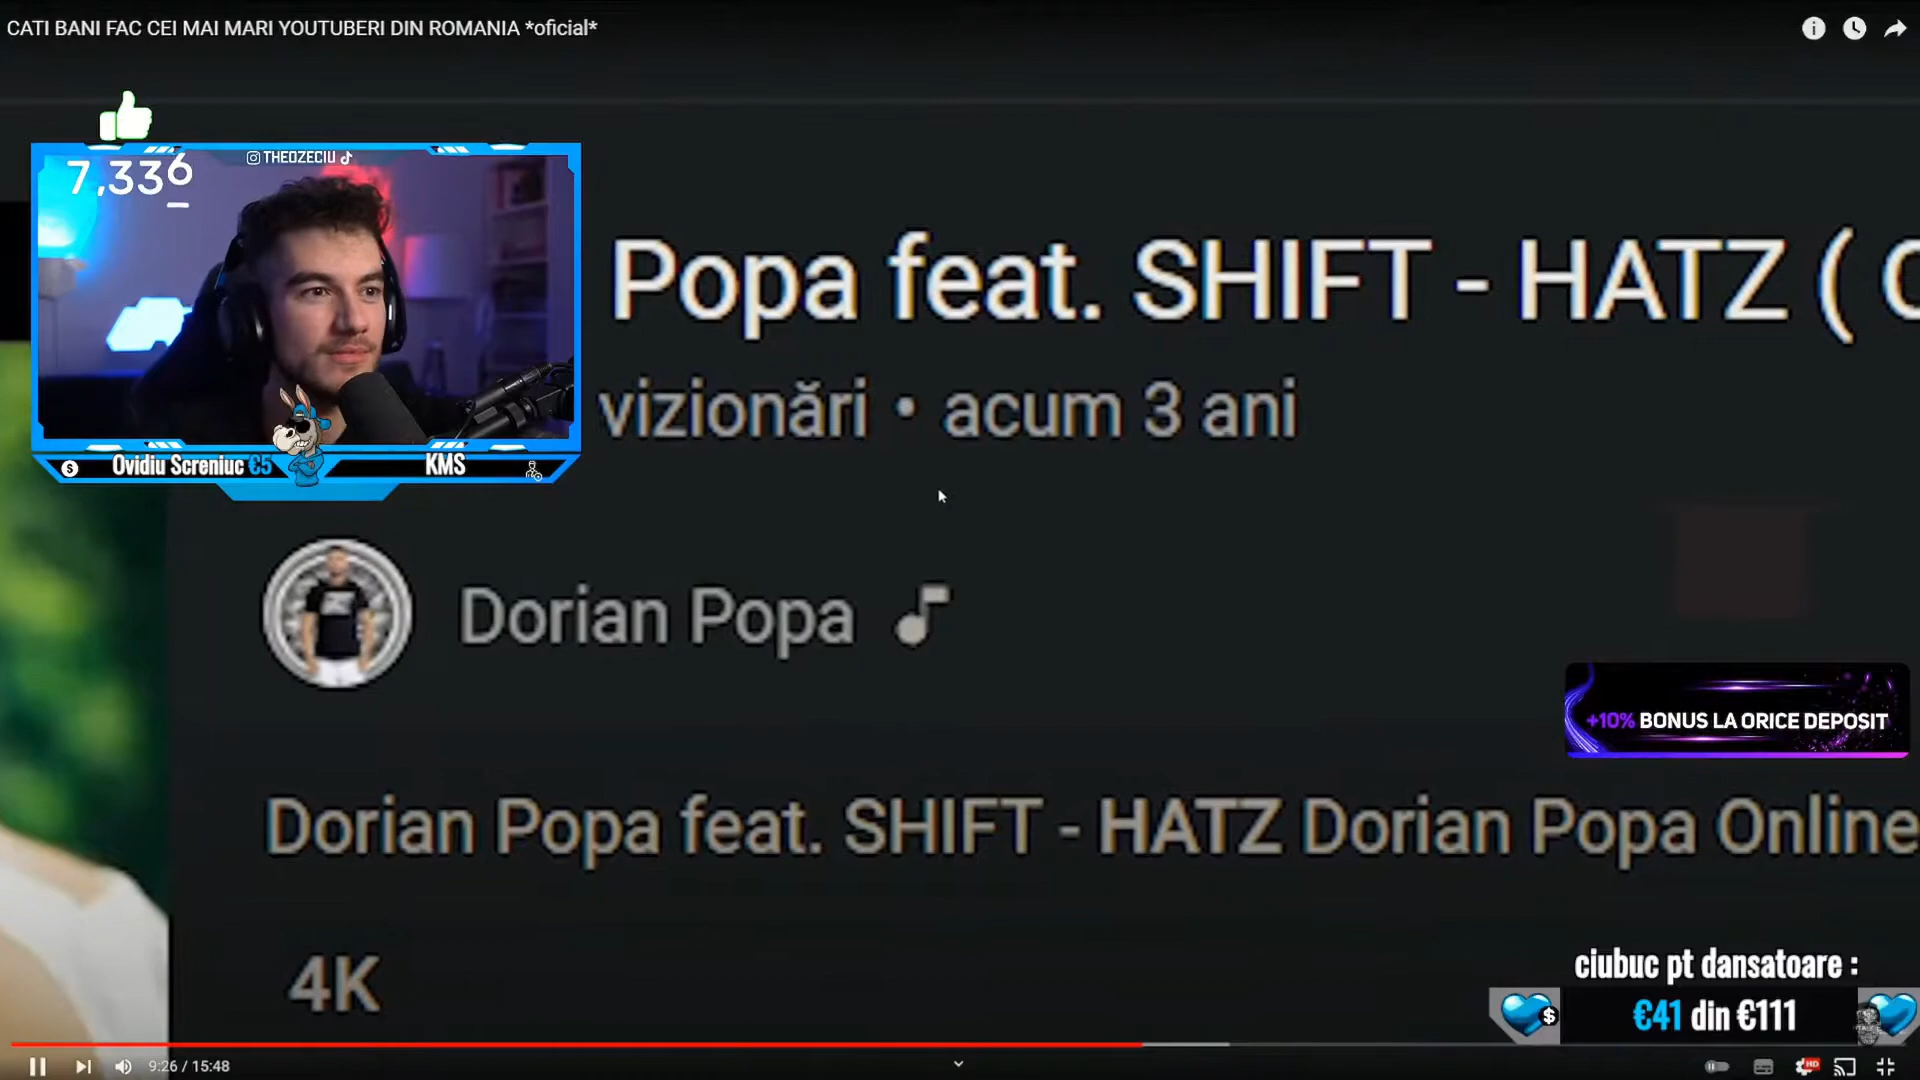 CATI BANI FAC CEI MAI MARI YOUTUBERI DIN ROMANIA *oficial*
7,336
THEOZECIU
Popa feat. SHIFT - HATZ (
vizionări • acum 3 ani
Ovidiu Screniuc €5
KMS
Dorian Popa
+10% BONUS LA ORICE DEPOSIT
Dorian Popa feat. SHIFT - HATZ Dorian Popa Online
4K
ciubuc pt dansatoare :
€41 din €111
9:26 / 15:48
HD